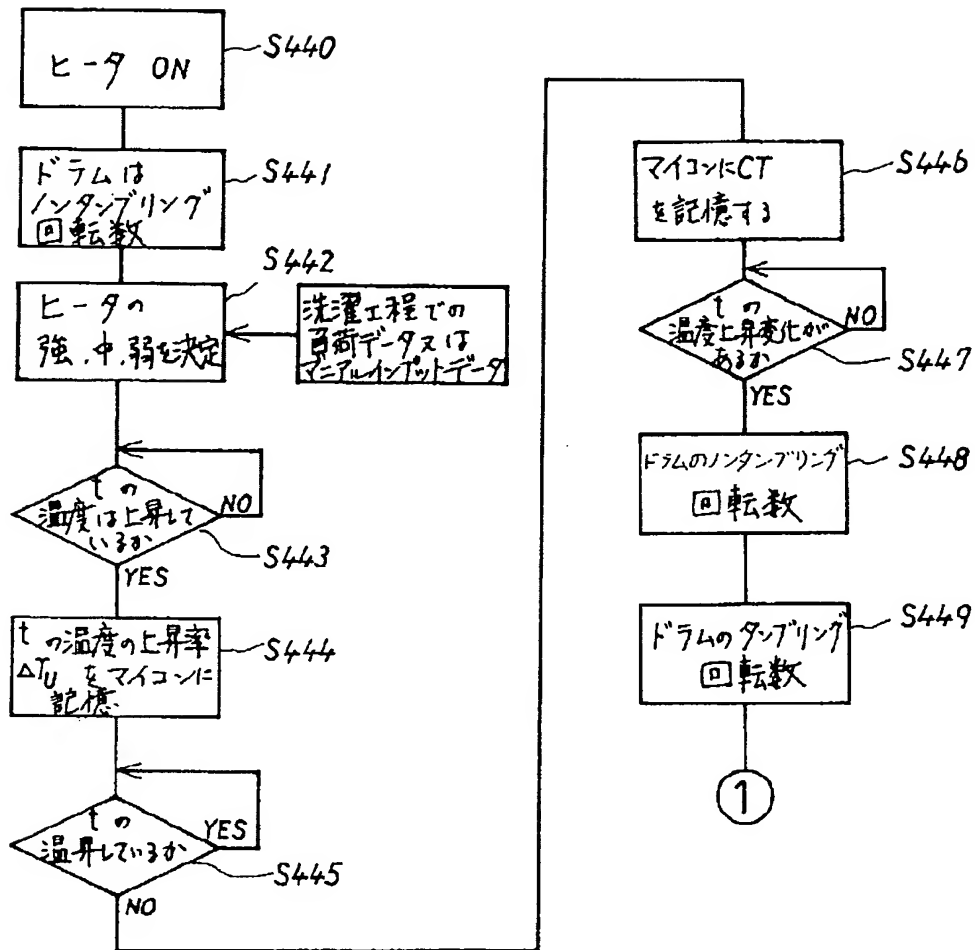 ヒータ ON
S440
ドラムは
ノンタンブリング
回転数
S441
ヒータの
強、中、弱を決定
S442
洗濯工程での
負荷データ又は
マニアルインプットデータ
tの
温度は上昇して
いるか
NO
S443
YES
tの温度の上昇率
ΔTU をマイコンに
記憶
S444
tの
温昇しているか
YES
S445
NO
マイコンにCT
を記憶する
S446
tの
温度上昇変化が
あるか
NO
S447
YES
ドラムのノンタンブリング
回転数
S448
ドラムのタンブリング
回転数
S449
1